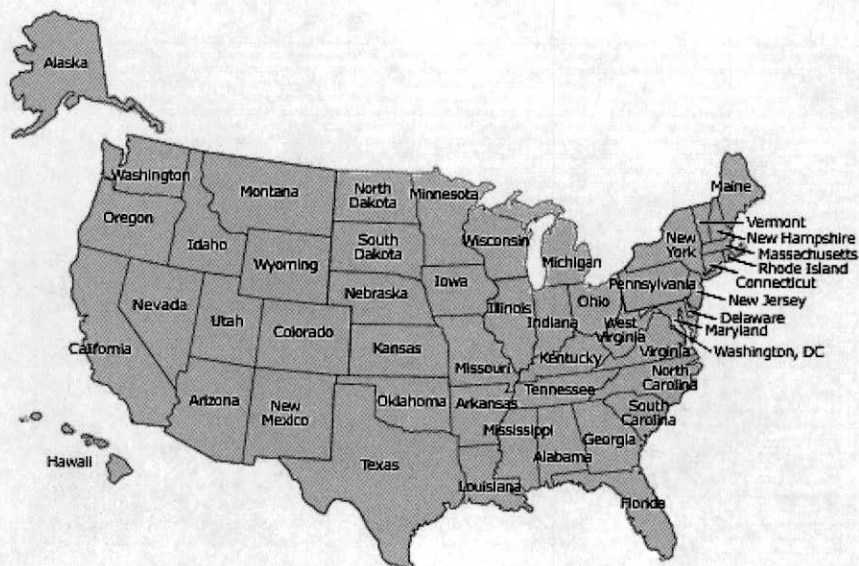 Alaska
Washington
Montana
North
Dakota
Minnesota
Maine
Oregon
Idaho
Wyoming
South
Dakota
Wisconsin
Michigan
New
York
Vermont
New Hampshire
Massachusetts
Rhode Island
Connecticut
New Jersey
Delaware
Maryland
Washington, DC
Nevada
Utah
Colorado
Nebraska
Iowa
Illinois
Indiana
Ohio
Pennsylvania
West
Virginia
Virginia
California
Kansas
Missouri
Kentucky
North
Carolina
Tennessee
South
Carolina
Arizona
New
Mexico
Oklahoma
Arkansas
Mississippi
Alabama
Georgia
Hawaii
Texas
Louisiana
Florida